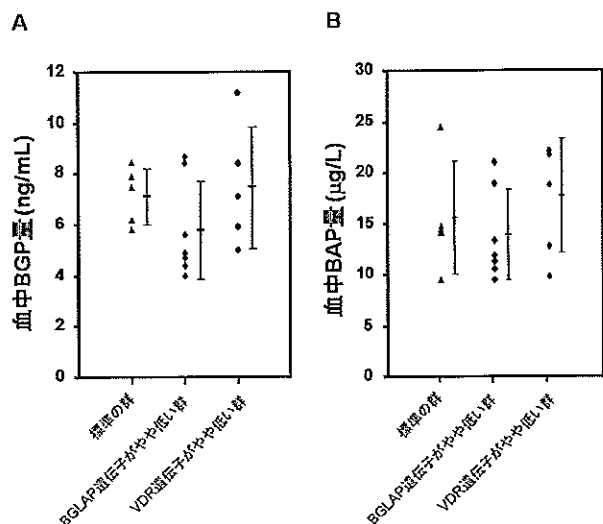 A
血中BGP量 (ng/mL)
12
10
8
6
4
2
0
標準の群
BGLAP遺伝子がやや低い群
VDR遺伝子がやや低い群
B
血中BAP量 (μg/L)
30
25
20
15
10
5
0
標準の群
BGLAP遺伝子がやや低い群
VDR遺伝子がやや低い群